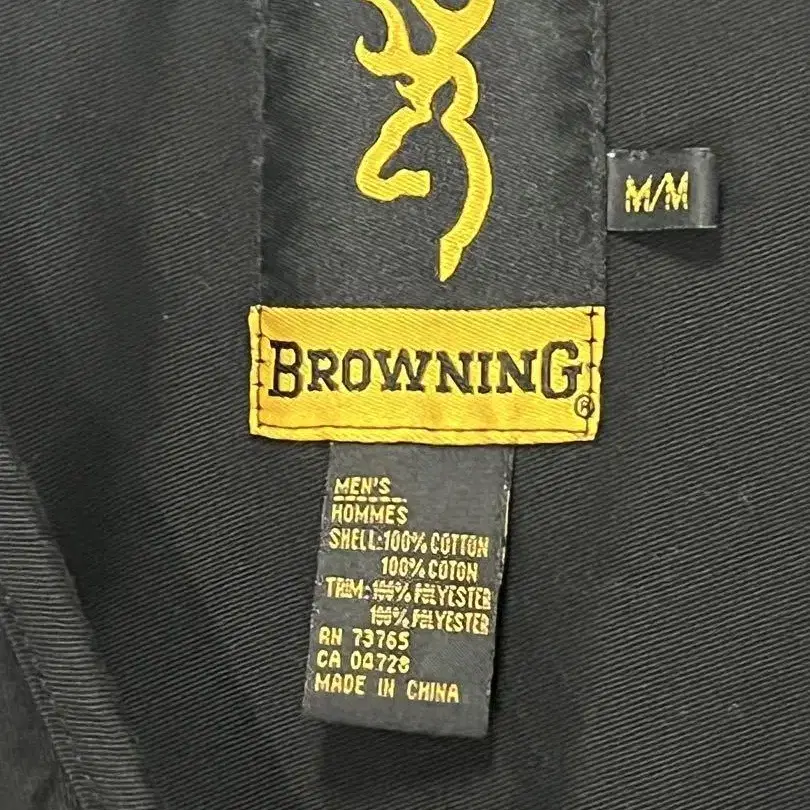 M/M
BROWNING®
MEN'S
HOMMES
SHELL:100% COTTON
100% COTON
TRIM:100% POLYESTER
100% POLYESTER
RN 73765
CA 04728
MADE IN CHINA